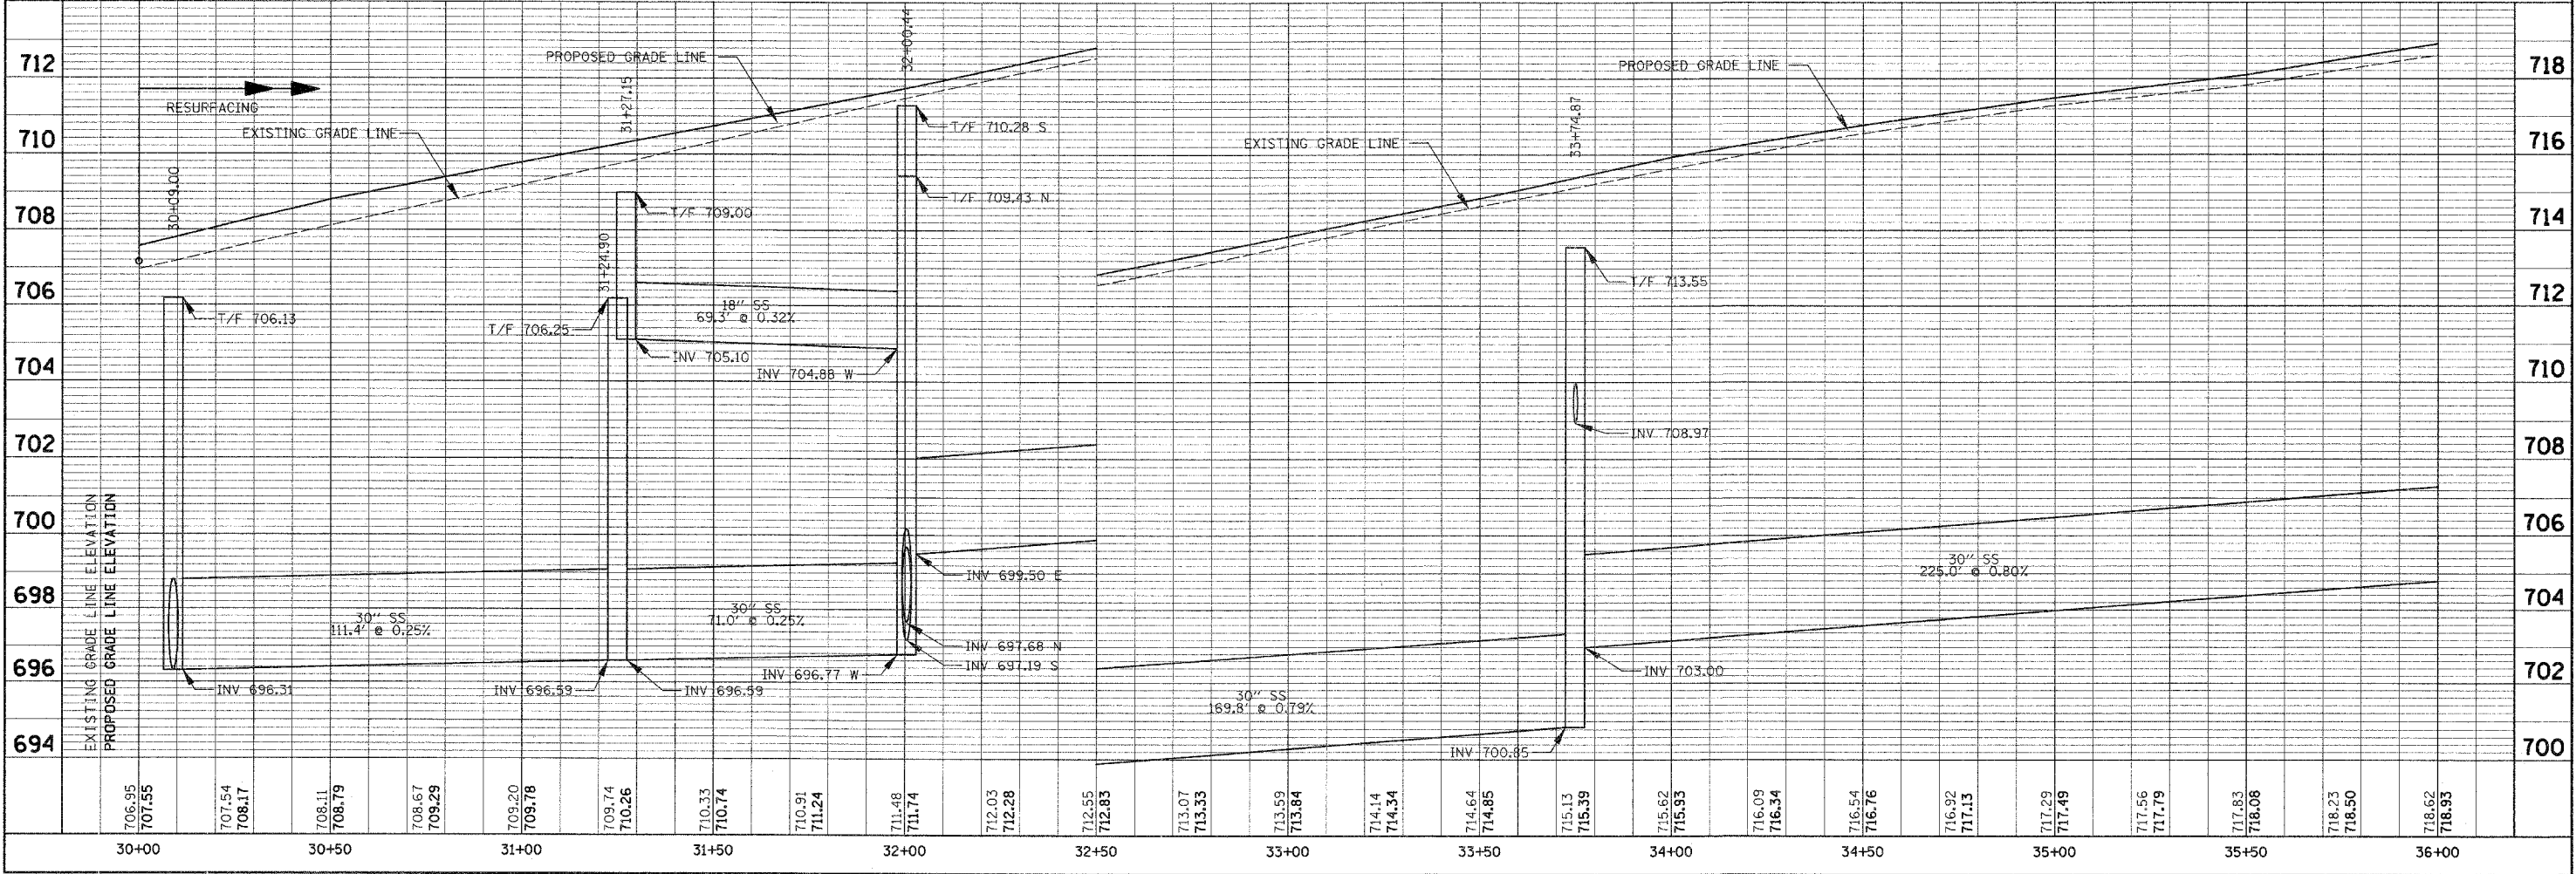 712
710
708
706
704
702
700
698
696
694
718
716
714
712
710
708
706
704
702
700
RESURFACING
EXISTING GRADE LINE
PROPOSED GRADE LINE
30+09.00
31+27.15
31+24.90
32+00.44
T/F 706.13
T/F 706.25
T/F 709.00
T/F 710.28 S
T/F 709.43 N
18" SS
69.3' @ 0.32%
INV 705.10
INV 704.88 W
30" SS
111.4' @ 0.25%
30" SS
71.0' @ 0.25%
INV 696.31
INV 696.59
INV 696.59
INV 696.77 W
INV 699.50 E
INV 697.68 N
INV 697.19 S
EXISTING GRADE LINE
PROPOSED GRADE LINE
33+74.87
T/F 713.55
INV 708.97
INV 703.00
INV 700.85
30" SS
169.8' @ 0.79%
30" SS
225.0' @ 0.80%
EXISTING GRADE LINE ELEVATION
PROPOSED GRADE LINE ELEVATION
706.95
707.55
707.54
708.17
708.11
708.79
708.67
709.29
709.20
709.78
709.74
710.26
710.33
710.74
710.91
711.24
711.48
711.74
712.03
712.28
712.55
712.83
713.07
713.33
713.59
713.84
714.14
714.34
714.64
714.85
715.13
715.39
715.62
715.93
716.09
716.34
716.54
716.76
716.92
717.13
717.29
717.49
717.56
717.79
717.83
718.08
718.23
718.50
718.62
718.93
30+00
30+50
31+00
31+50
32+00
32+50
33+00
33+50
34+00
34+50
35+00
35+50
36+00